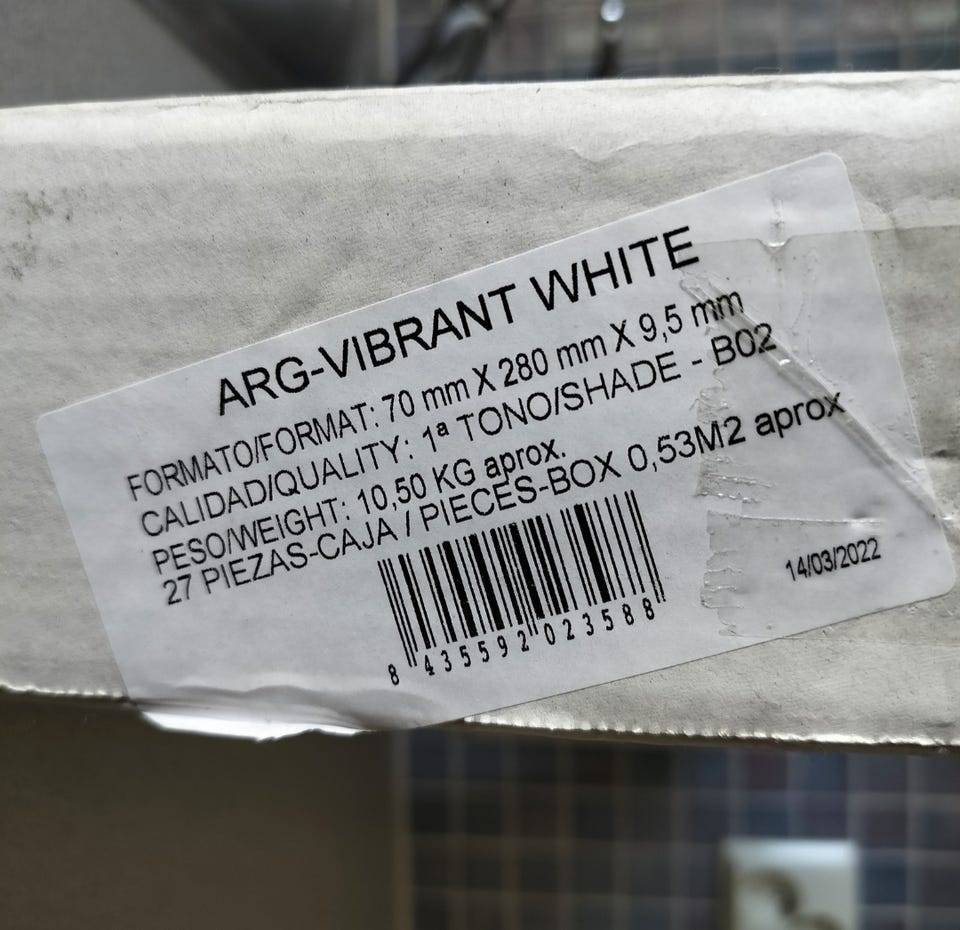 ARG-VIBRANT WHITE
FORMATO/FORMAT: 70 mm X 280 mm X 9,5 mm
CALIDAD/QUALITY: 1ª TONO/SHADE - B02
PESO/WEIGHT: 10,50 KG aprox.
27 PIEZAS-CAJA / PIECES-BOX 0,53M2 aprox
8 435592 023588
14/03/2022